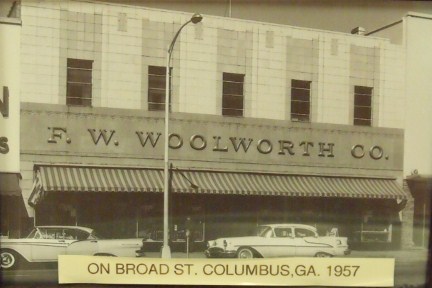 F. W. WOOLWORTH CO.
ON BROAD ST. COLUMBUS,GA. 1957